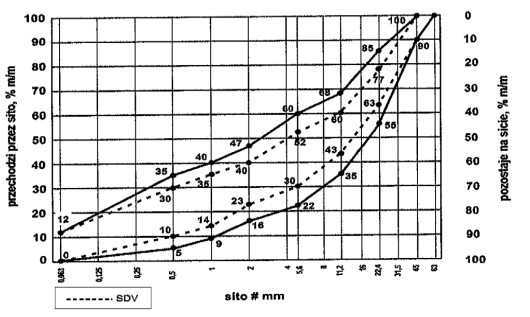 100 90 80 70 60 50 40 30 20 10 0
przechodzi przez sito, % m/m
0 10 20 30 40 50 60 70 80 90 100
pozostaje na sicie, % m/m
12 35 40 47 60 68 85 100
30 35 40 52 60 77
0 10 14 23 30 43 63 90
5 9 16 22 35 55
0,063 0,125 0,25 0,5 1 2 4 5,6 8 11,2 16 22,4 31,5 45 63
sito # mm
SDV